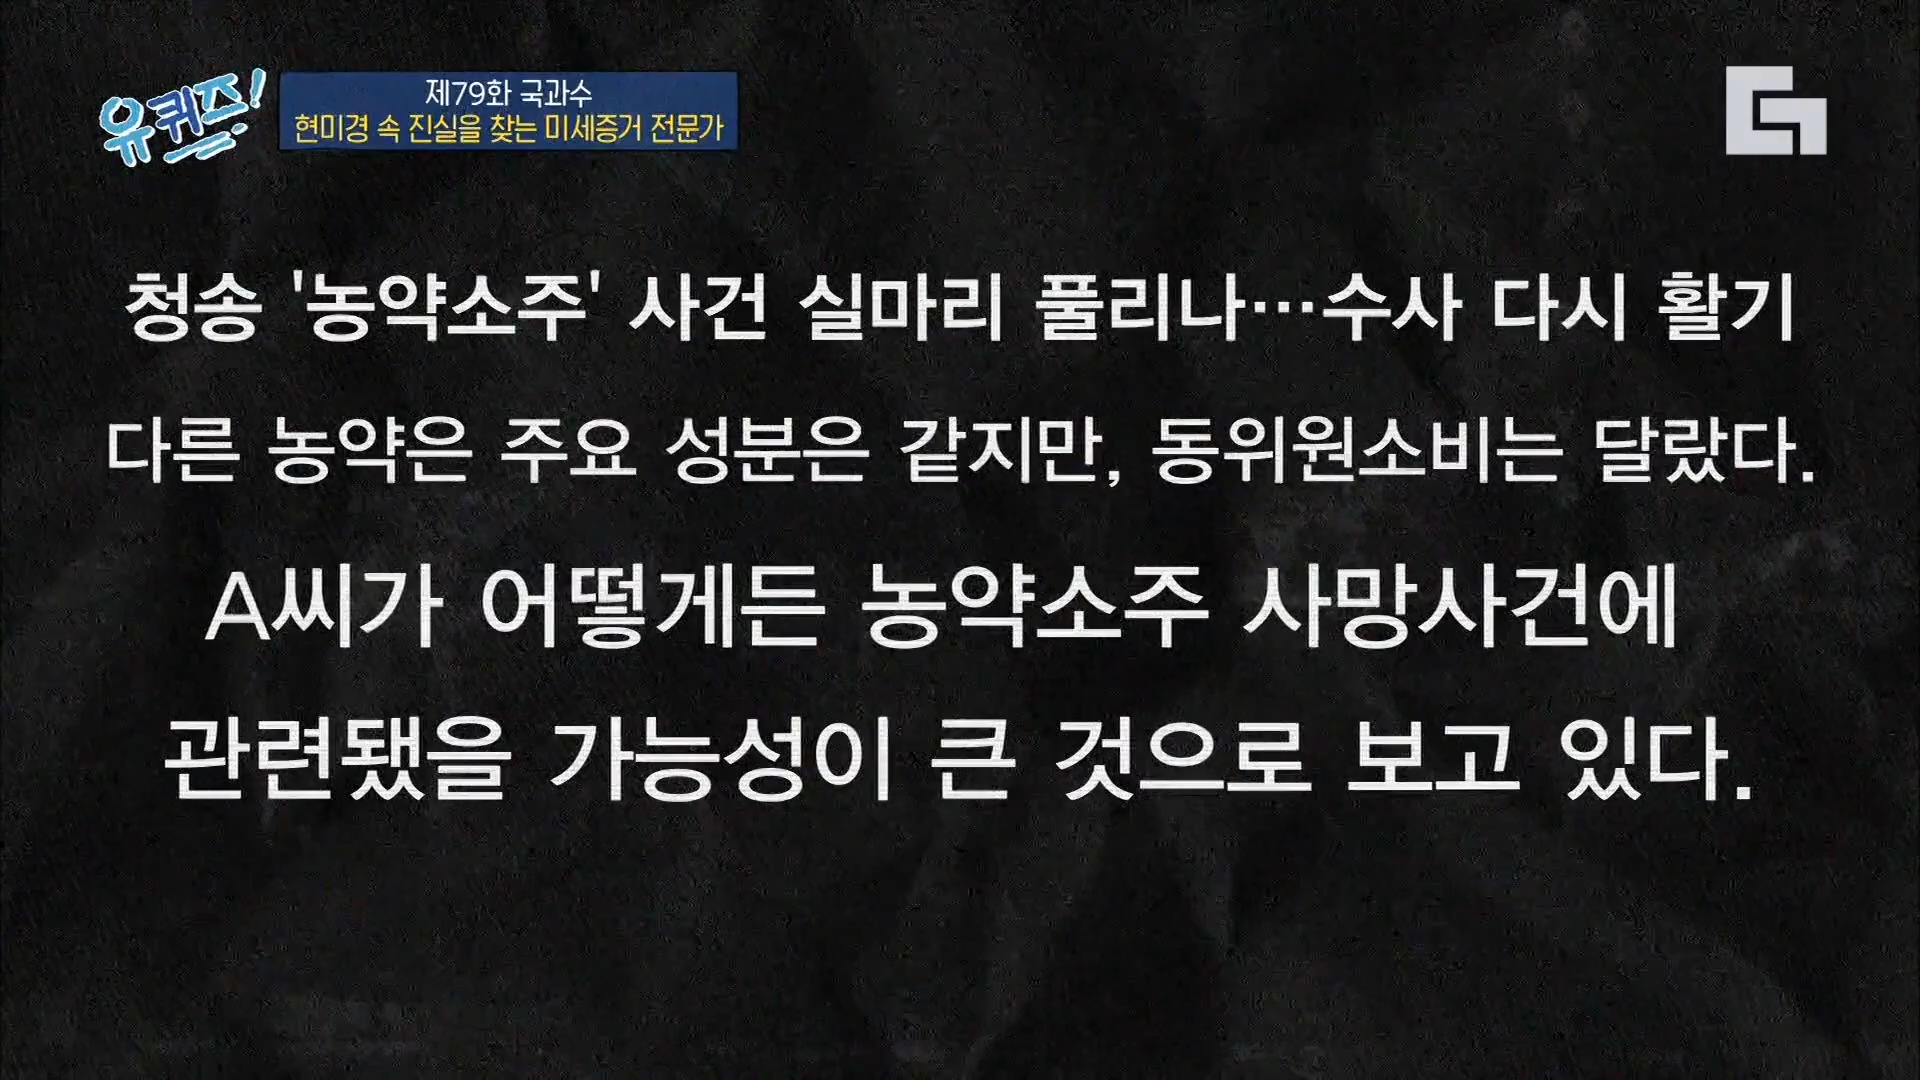 유퀴즈!
제79화 국과수
현미경 속 진실을 찾는 미세증거 전문가
청송 '농약소주' 사건 실마리 풀리나…수사 다시 활기
다른 농약은 주요 성분은 같지만, 동위원소비는 달랐다.
A씨가 어떻게든 농약소주 사망사건에
관련됐을 가능성이 큰 것으로 보고 있다.